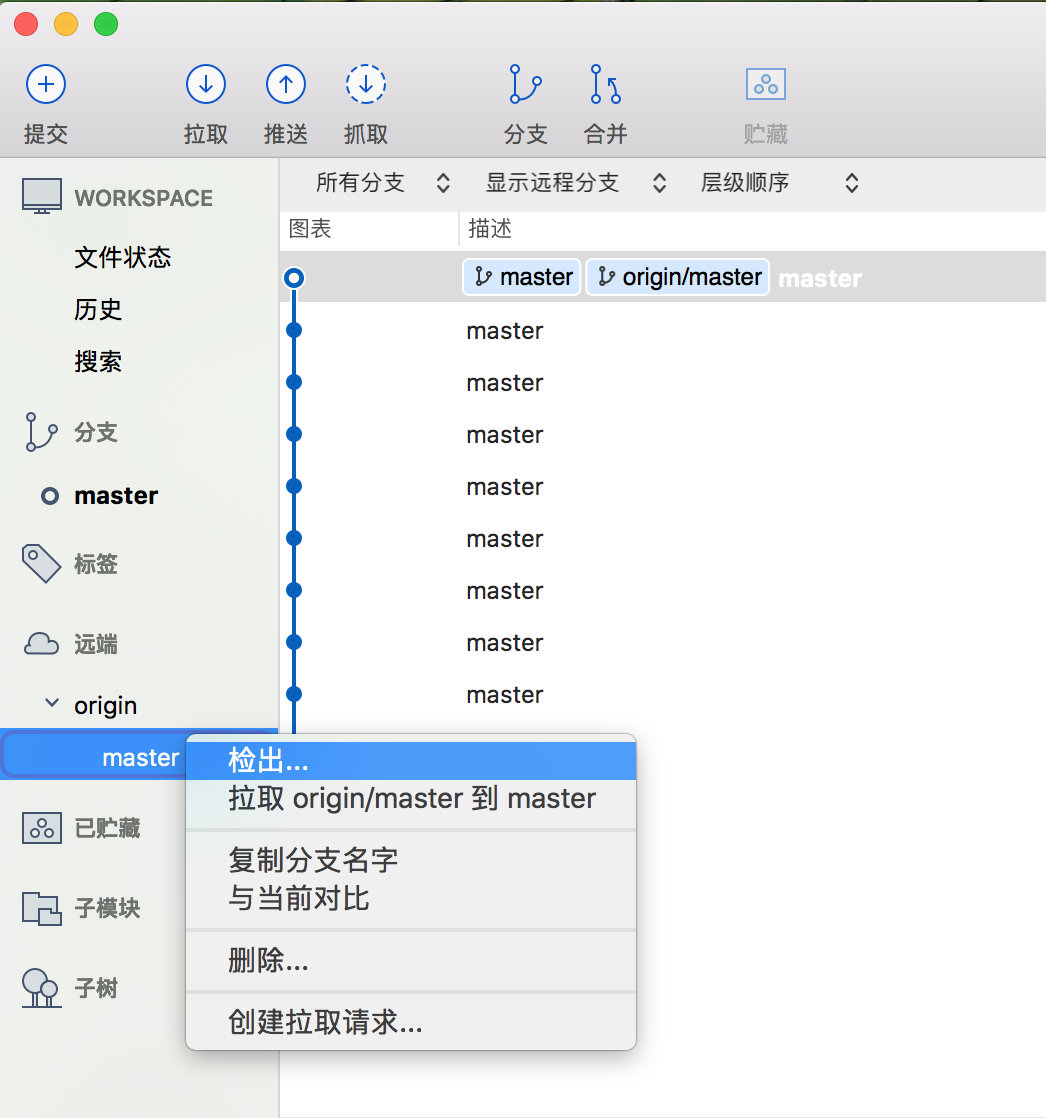 提交 拉取 推送 抓取 分支 合并 贮藏
WORKSPACE
文件状态
历史
搜索
分支
master
标签
远端
origin
master
已贮藏
子模块
子树
所有分支 显示远程分支 层级顺序
图表 描述
master origin/master master
master
master
master
master
master
master
master
master
检出...
拉取 origin/master 到 master
复制分支名字
与当前对比
删除...
创建拉取请求...